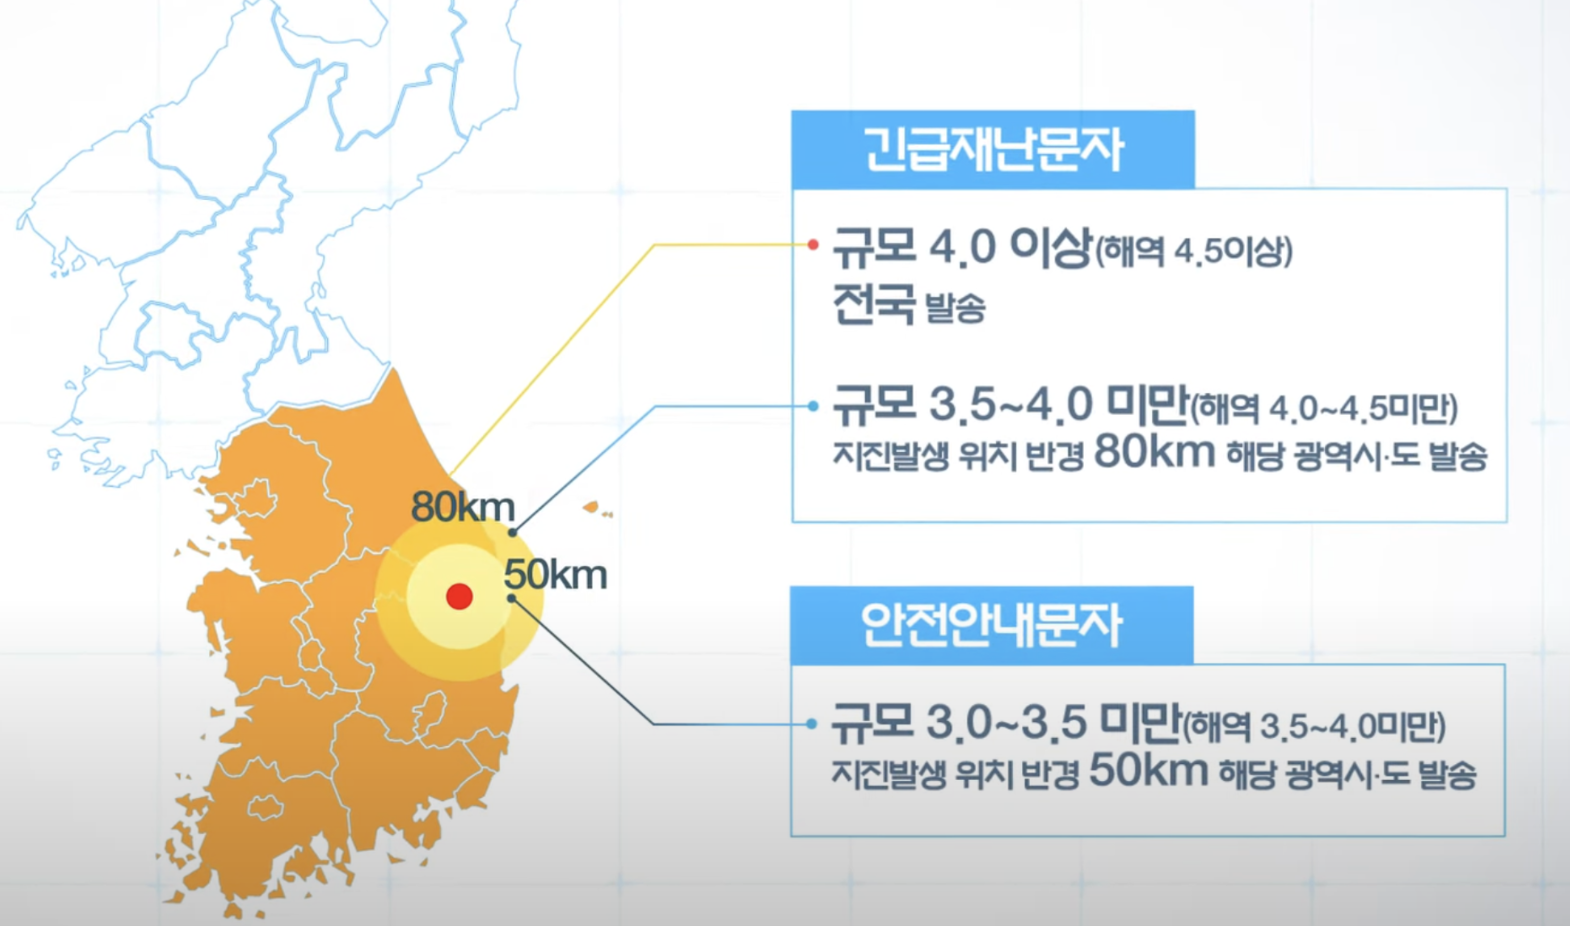 긴급재난문자
규모 4.0 이상(해역 4.5이상)
전국 발송
규모 3.5~4.0 미만(해역 4.0~4.5미만)
지진발생 위치 반경 80km 해당 광역시·도 발송
80km
50km
안전안내문자
규모 3.0~3.5 미만(해역 3.5~4.0미만)
지진발생 위치 반경 50km 해당 광역시·도 발송